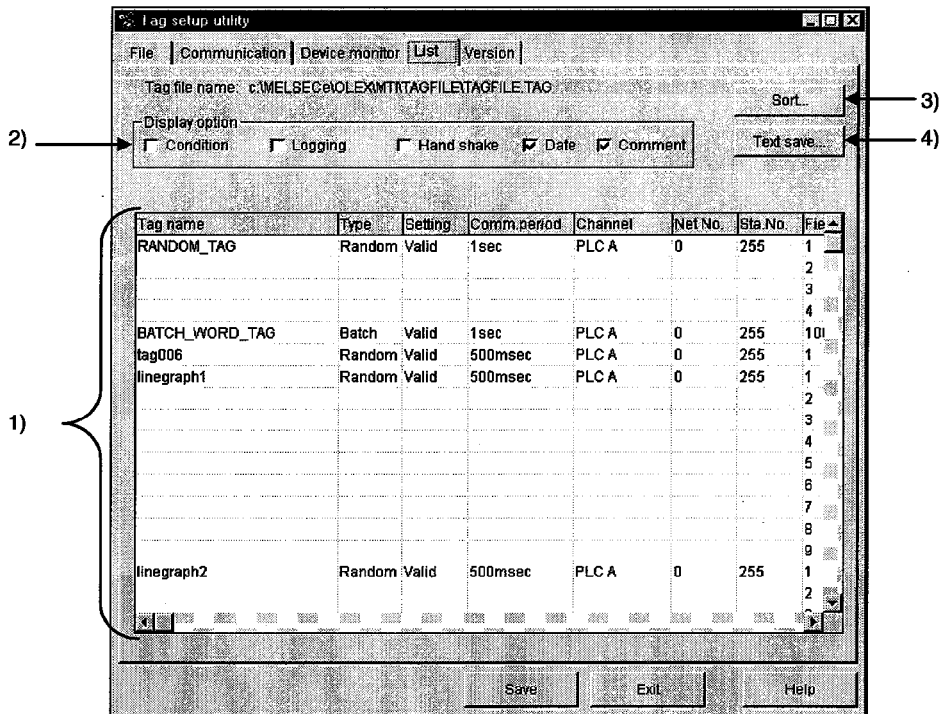 Tag setup utility
File Communication Device monitor List Version
Tag file name: c:\MELSEC\EVOLEX\MTI\TAGFILE\TAGFILE.TAG
Sort... 3)
Display option
2) Condition Logging Hand shake Date Comment
Text save... 4)
Tag name Type Setting Comm.period Channel Net No. Sta.No. Fie
RANDOM_TAG Random Valid 1sec PLC A 0 255 1
2
3
4
BATCH_WORD_TAG Batch Valid 1sec PLC A 0 255
tag006 Random Valid 500msec PLC A 0 255 1
linegraph1 Random Valid 500msec PLC A 0 255 1
2
3
1)
4
5
6
7
8
9
linegraph2 Random Valid 500msec PLC A 0 255 1
2
Save Exit Help